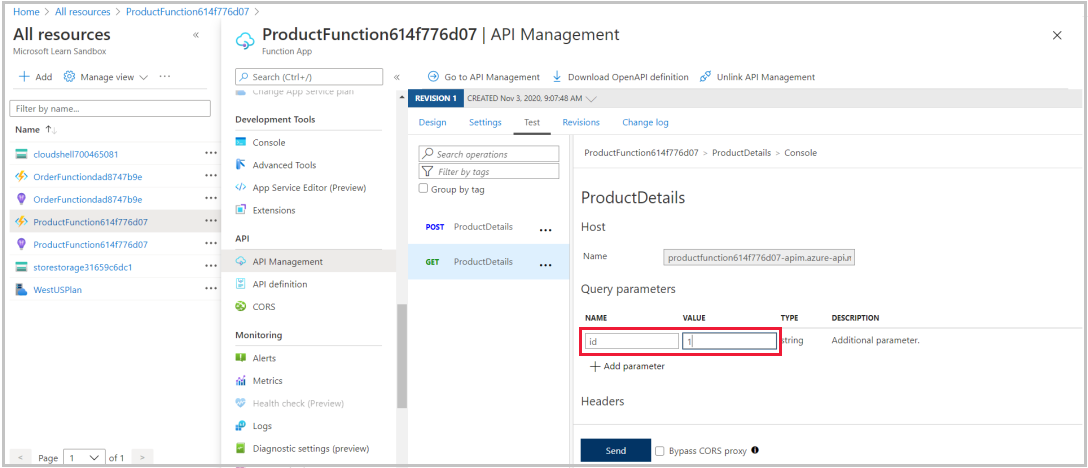 Home > All resources > ProductFunction614f776d07 >
All resources «
Microsoft Learn Sandbox
+ Add Manage view ···
Filter by name...
Name ↑↓
cloudshell700465081 ···
OrderFunctiondad8747b9e ···
OrderFunctiondad8747b9e ···
ProductFunction614f776d07 ···
ProductFunction614f776d07 ···
storestorage31659c6dc1 ···
WestUSPlan ···
< Page 1 of 1 >
ProductFunction614f776d07 | API Management
Function App
Search (Ctrl+/) «
Change App Service plan
Development Tools
Console
Advanced Tools
App Service Editor (Preview)
Extensions
API
API Management
API definition
CORS
Monitoring
Alerts
Metrics
Health check (Preview)
Logs
Diagnostic settings (preview)
Go to API Management Download OpenAPI definition Unlink API Management
REVISION 1 CREATED Nov 3, 2020, 9:07:48 AM
Design Settings Test Revisions Change log
Search operations
Filter by tags
Group by tag
POST ProductDetails ...
GET ProductDetails ...
ProductFunction614f776d07 > ProductDetails > Console
ProductDetails
Host
Name productfunction614f776d07-apim.azure-api.n
Query parameters
NAME VALUE TYPE DESCRIPTION
id 1 string Additional parameter.
+ Add parameter
Headers
Send Bypass CORS proxy